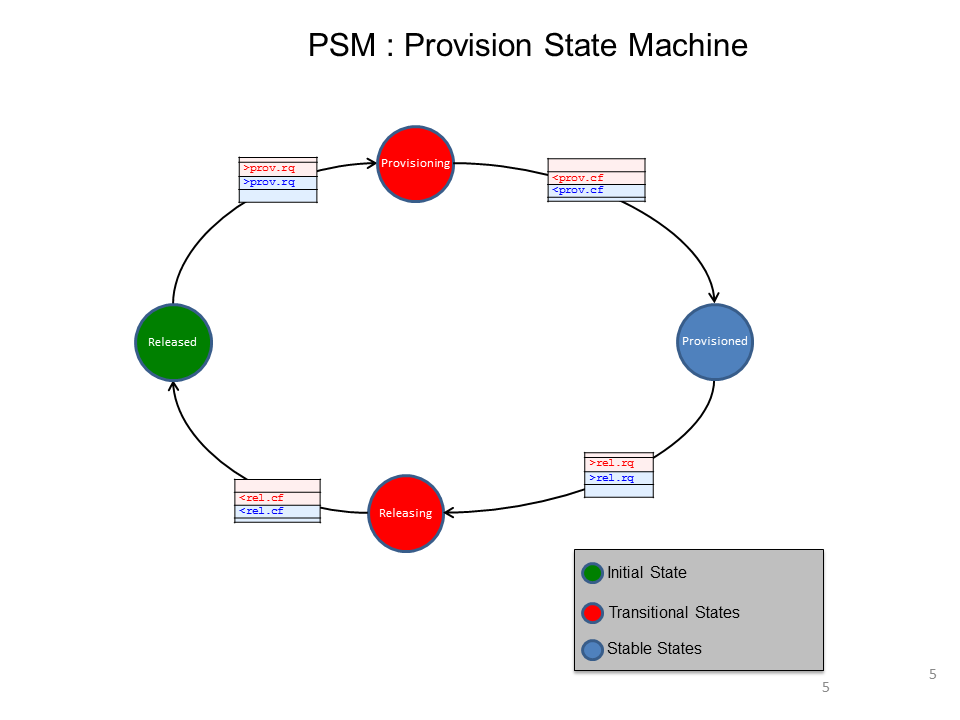 PSM : Provision State Machine
Provisioning
>prov.rq
>prov.rq
<prov.cf
<prov.cf
Released
Provisioned
>rel.rq
>rel.rq
<rel.cf
<rel.cf
Releasing
Initial State
Transitional States
Stable States
5
5